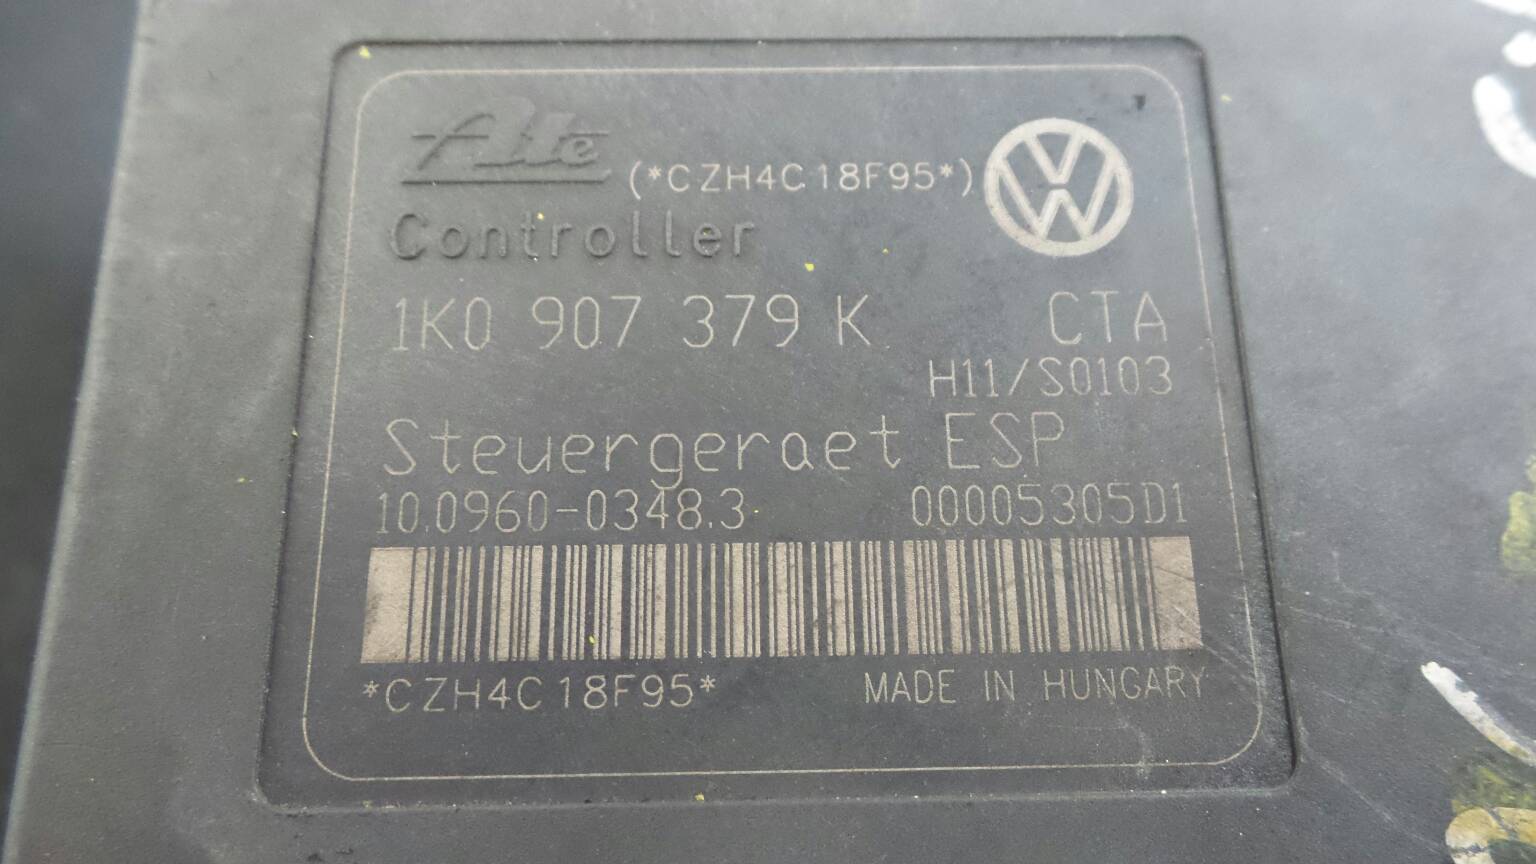 Ate
(*CZH4C18F95*)
Controller
1K0 907 379 K CTA
H11/S0103
Steuergeraet ESP
10.0960-0348.3 00005305D1
*CZH4C18F95* MADE IN HUNGARY